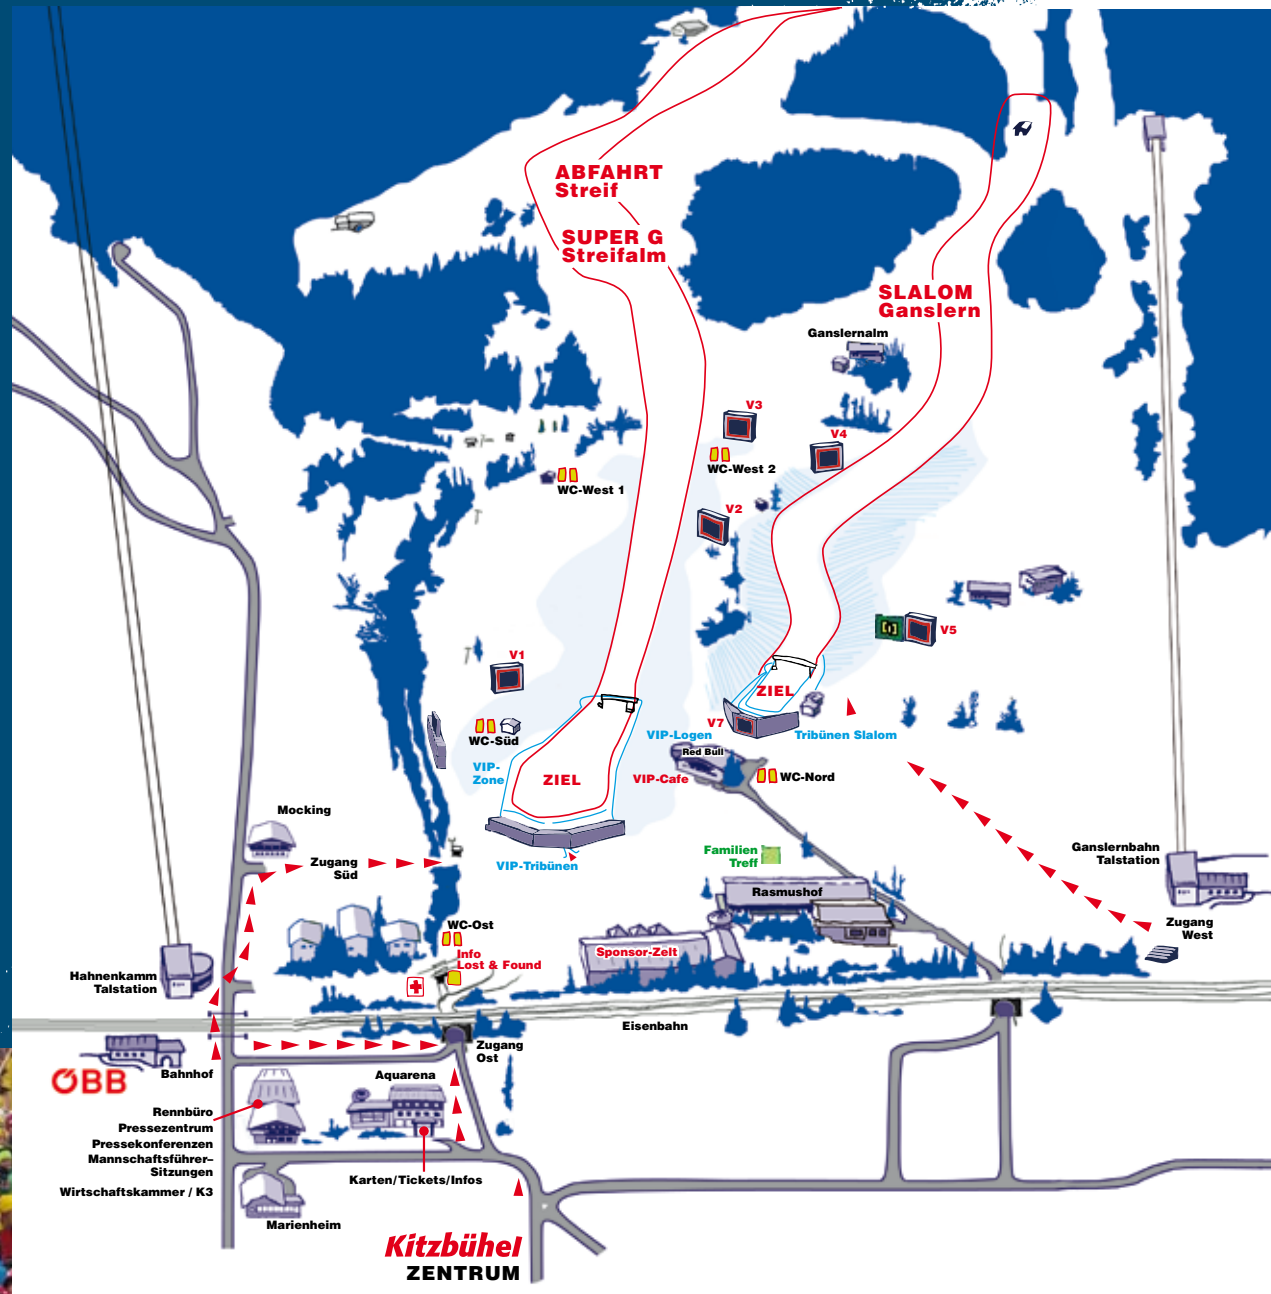 ABFAHRT
Streif
SUPER G
Streifalm
SLALOM
Ganslern
Ganslernalm
V3
V4
WC-West 2
WC-West 1
V2
V5
V1
ZIEL
V7
WC-Süd
VIP-Logen
Tribünen Slalom
Red Bull
VIP-
Zone
ZIEL
VIP-Cafe
WC-Nord
Mocking
Zugang
Süd
VIP-Tribünen
Familien
Treff
Ganslernbahn
Talstation
Rasmushof
WC-Ost
Zugang
West
Info
Lost & Found
Sponsor-Zelt
Hahnenkamm
Talstation
Eisenbahn
Zugang
Ost
Bahnhof
ÖBB
Aquarena
Rennbüro
Pressezentrum
Pressekonferenzen
Mannschaftsführer–
Sitzungen
Wirtschaftskammer / K3
Karten/Tickets/Infos
Marienheim
Kitzbühel
ZENTRUM